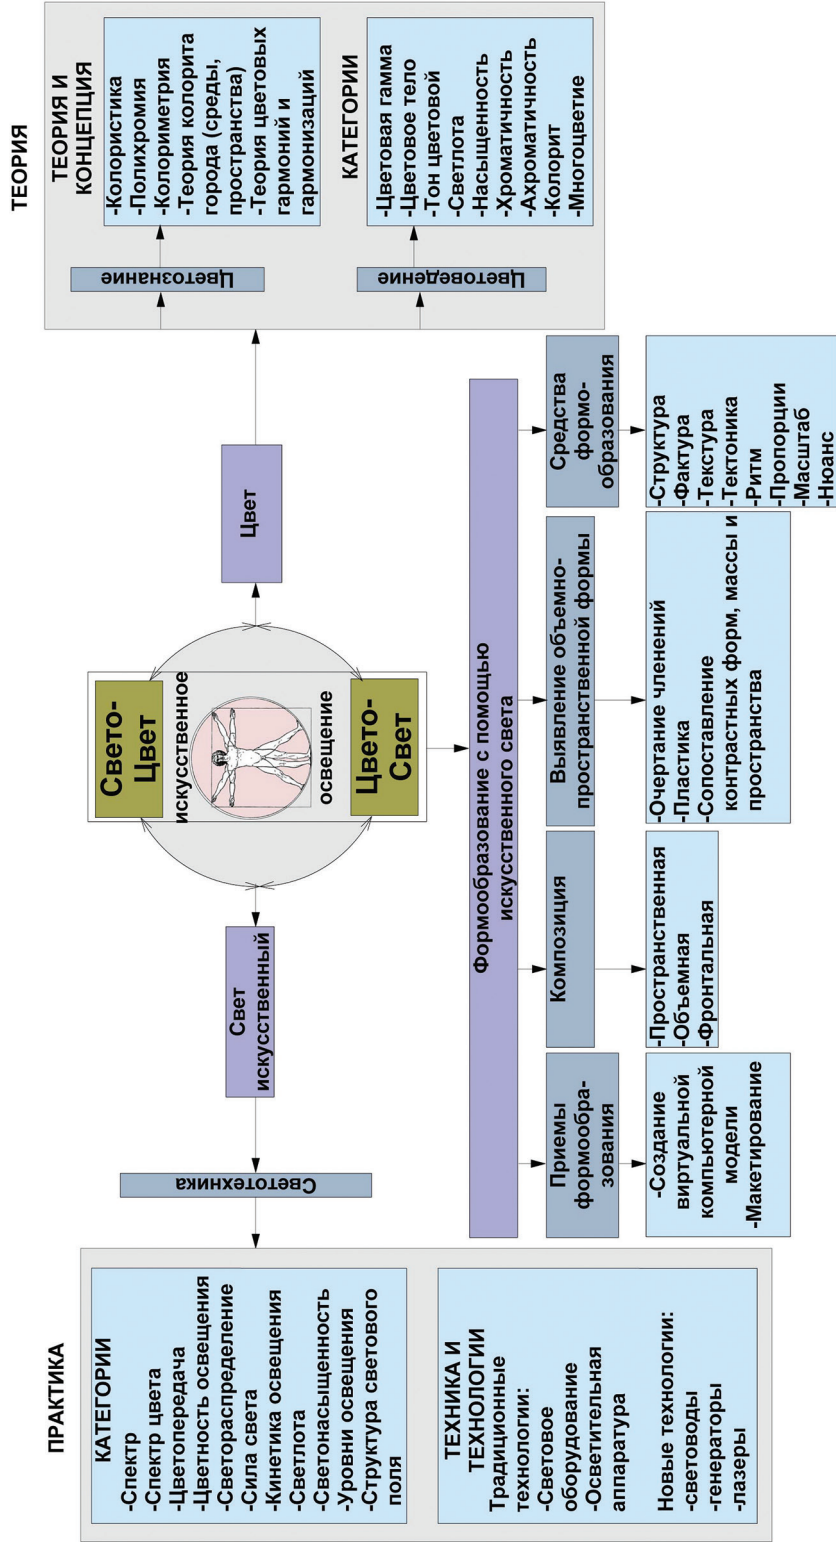 ПРАКТИКА
КАТЕГОРИИ
-Спектр
-Спектр цвета
-Цветопередача
-Цветность освещения
-Светораспределение
-Сила света
-Кинетика освещения
-Светлота
-Светонасыщенность
-Уровни освещения
-Структура светового
поля
ТЕХНИКА И
ТЕХНОЛОГИИ
Традиционные
технологии:
-Световое
оборудование
-Осветительная
аппаратура
Новые технологии:
-световоды
-генераторы
-лазеры
Светотехника
Свет
искусственный
Свето-
Цвет
искусственное
освещение
Цвето-
Свет
Цвет
ТЕОРИЯ
ТЕОРИЯ И
КОНЦЕПЦИЯ
-Колористика
-Полихромия
-Колориметрия
-Теория колорита
города (среды,
пространства)
-Теория цветовых
гармоний и
гармонизаций
Цветознание
КАТЕГОРИИ
-Цветовая гамма
-Цветовое тело
-Тон цветовой
-Светлота
-Насыщенность
-Хроматичность
-Ахроматичность
-Колорит
-Многоцветие
Цветоведение
Формообразование с помощью
искусственного света
Приемы
формообра-
зования
-Создание
виртуальной
компьютерной
модели
-Макетирование
Композиция
-Пространственная
-Объемная
-Фронтальная
Выявление объемно-
пространственной формы
-Очертание членений
-Пластика
-Сопоставление
контрастных форм, массы и
пространства
Средства
формо-
образования
-Структура
-Фактура
-Текстура
-Тектоника
-Ритм
-Пропорции
-Масштаб
-Нюанс